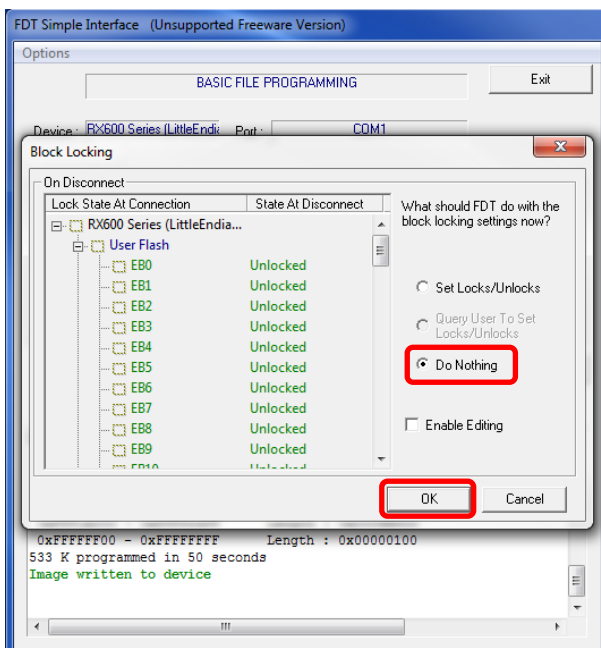 FDT Simple Interface (Unsupported Freeware Version)
Options
BASIC FILE PROGRAMMING
Exit
Device : RX600 Series (LittleEndia Port : COM1
Block Locking
On Disconnect
Lock State At Connection State At Disconnect
What should FDT do with the
block locking settings now?
RX600 Series (LittleEndia...
User Flash
EB0 Unlocked
EB1 Unlocked
EB2 Unlocked
EB3 Unlocked
EB4 Unlocked
EB5 Unlocked
EB6 Unlocked
EB7 Unlocked
EB8 Unlocked
EB9 Unlocked
EB10 Unlocked
Set Locks/Unlocks
Query User To Set
Locks/Unlocks
Do Nothing
Enable Editing
OK Cancel
0xFFFFFF00 - 0xFFFFFFFF Length : 0x00000100
533 K programmed in 50 seconds
Image written to device